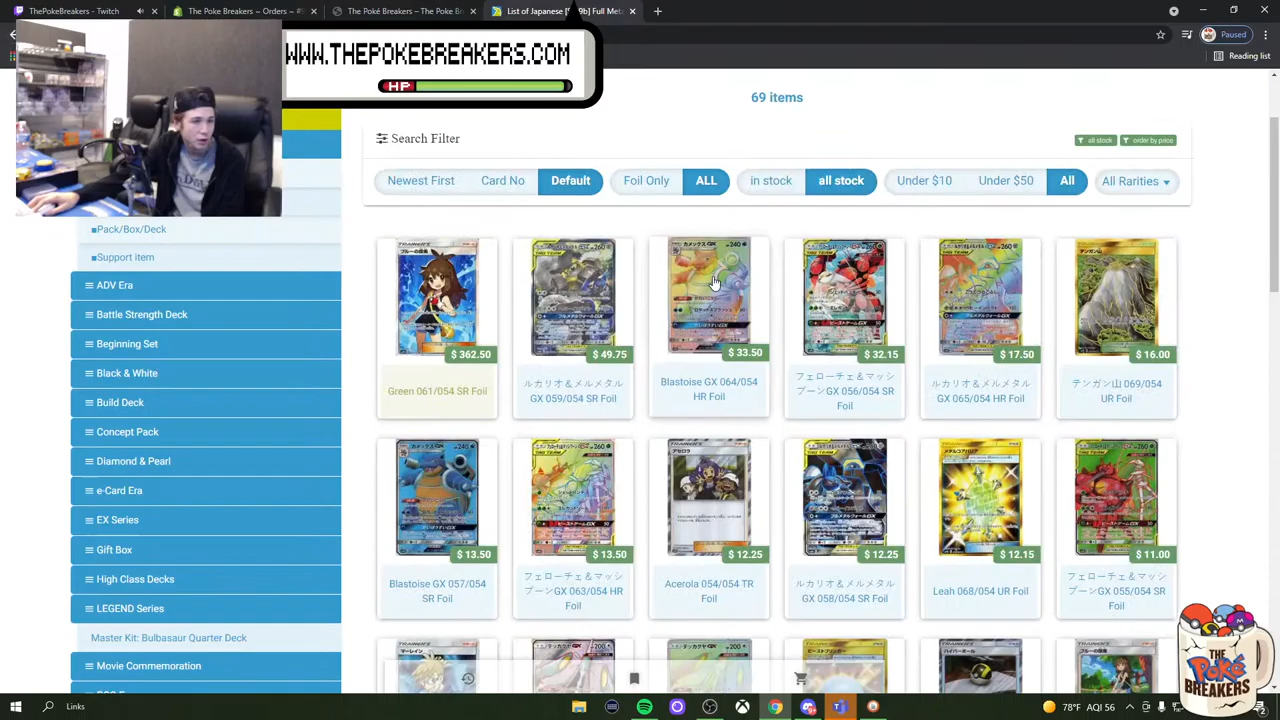 ThePokeBreakers - Twitch
The Poke Breakers ~ Orders
List of Japanese [S
9b] Full Met
WWW.THEPOKEBREAKERS.COM
HP
Paused
Reading list
69 items
Search Filter
all stock
order by price
Newest First
Card No
Default
Foil Only
ALL
in stock
all stock
Under $10
Under $50
All
All Rarities
■Pack/Box/Deck
■Support item
ADV Era
Battle Strength Deck
Beginning Set
Black & White
Build Deck
Concept Pack
Diamond & Pearl
e-Card Era
EX Series
Gift Box
High Class Decks
LEGEND Series
Master Kit: Bulbasaur Quarter Deck
Movie Commemoration
$ 362.50
$ 49.75
$ 33.50
$ 32.15
$ 17.50
$ 16.00
Green 061/054 SR Foil
ルカリオ&メルメタル
GX 059/054 SR Foil
Blastoise GX 064/054
HR Foil
フェローチェ&マッシ
ブーンGX 056/054 SR
Foil
ルカリオ&メルメタル
GX 065/054 HR Foil
テンガン山 069/054
UR Foil
$ 13.50
$ 13.50
$ 12.25
$ 12.25
$ 12.15
$ 11.00
Blastoise GX 057/054
SR Foil
フェローチェ&マッシ
ブーンGX 063/054 HR
Foil
Acerola 054/054 TR
Foil
ルカリオ&メルメタル
GX 058/054 SR Foil
Leah 068/054 UR Foil
フェローチェ&マッシ
ブーンGX 055/054 SR
Foil
THE
POKÉ
BREAKERS
Links
78°F AQI 56